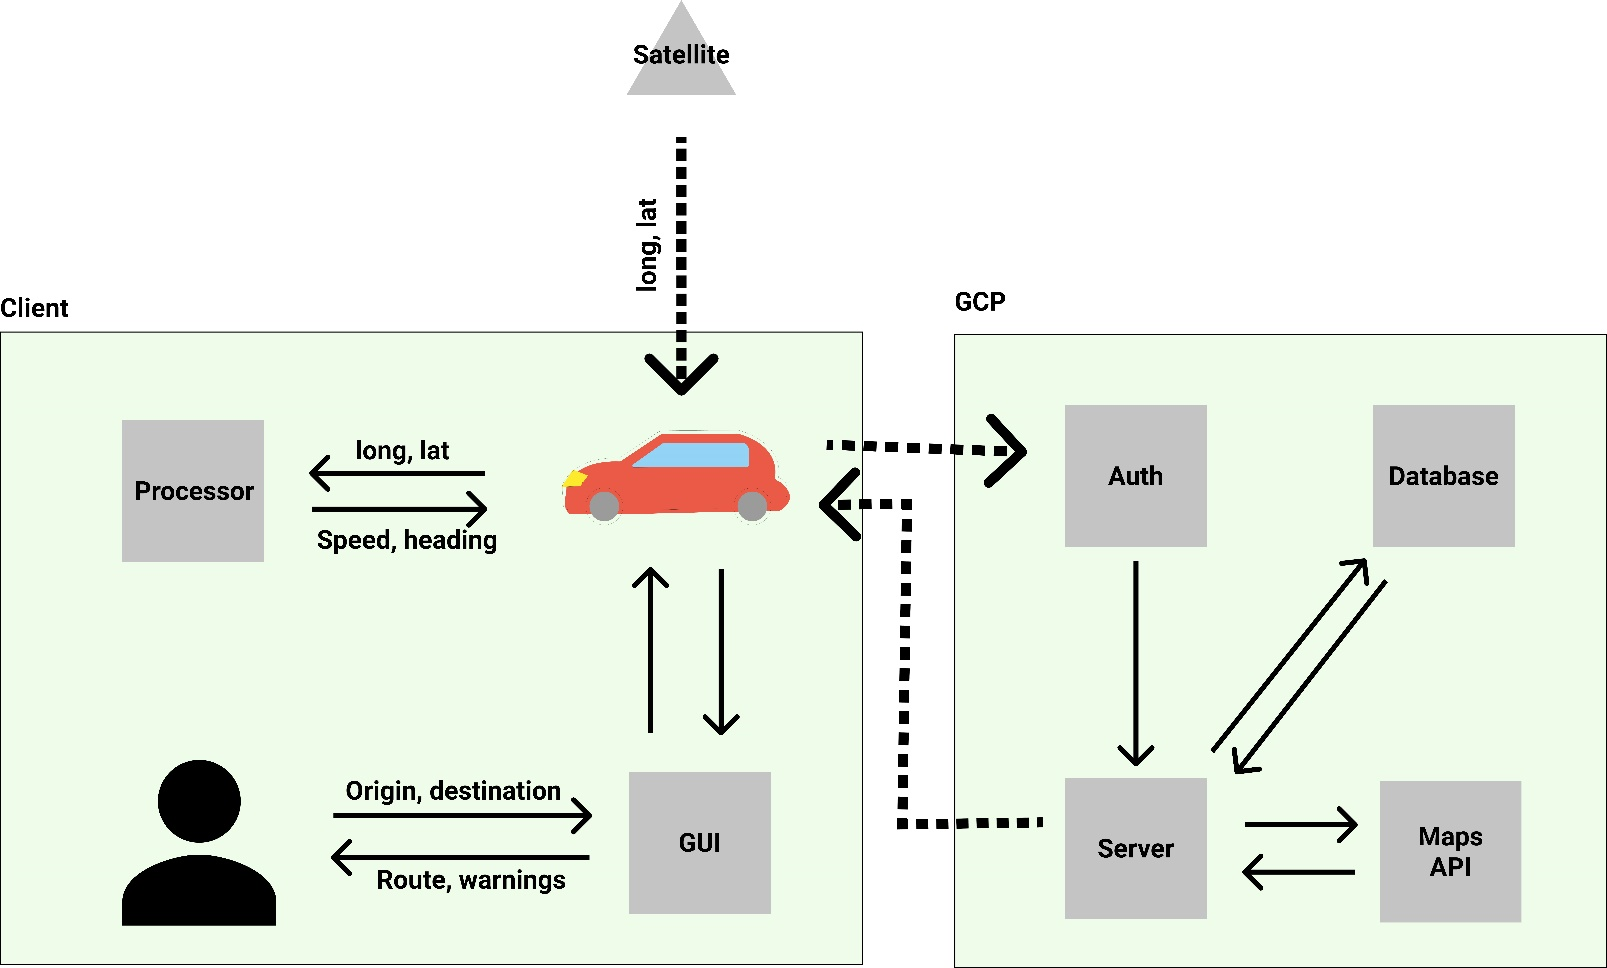 Satellite
long, lat
Client
GCP
long, lat
Processor
Speed, heading
Auth
Database
Origin, destination
Route, warnings
GUI
Server
Maps
API